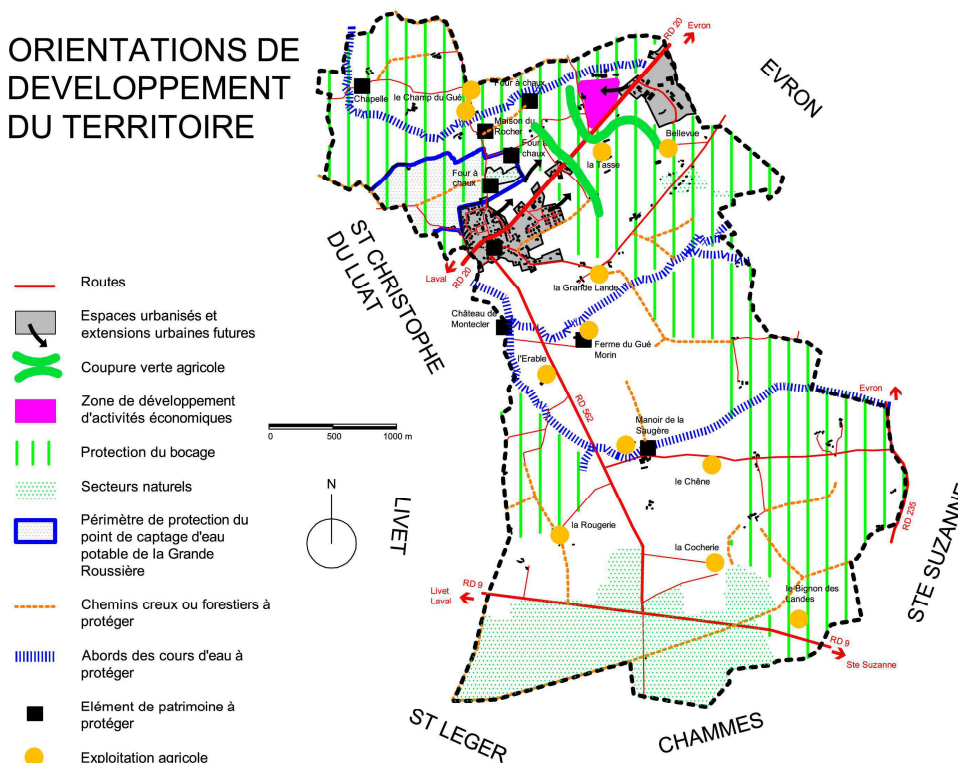 ORIENTATIONS DE
DEVELOPPEMENT
DU TERRITOIRE
Routes
Espaces urbanisés et
extensions urbaines futures
Coupure verte agricole
Zone de développement
d'activités économiques
Protection du bocage
Secteurs naturels
Périmètre de protection du
point de captage d'eau
potable de la Grande
Roussière
Chemins creux ou forestiers à
protéger
Abords des cours d'eau à
protéger
Elément de patrimoine à
protéger
Exploitation agricole
0 500 1000 m
N
RD 20
Evron
EVRON
Chapelle
le Champ du Gué
Four à chaux
Maison du
Rocher
Four à
chaux
Four à
chaux
Bellevue
la Tasse
ST CHRISTOPHE
DU LUAT
Laval
RD 20
la Grande Lande
Château de
Montecler
Ferme du Gué
Morin
l'Erable
RD 562
Evron
Manoir de la
Saugère
le Chêne
LIVET
la Rougerie
la Cocherie
RD 235
STE SUZANNE
Livet
Laval
RD 9
le Bignon des
Landes
RD 9
Ste Suzanne
ST LEGER
CHAMMES